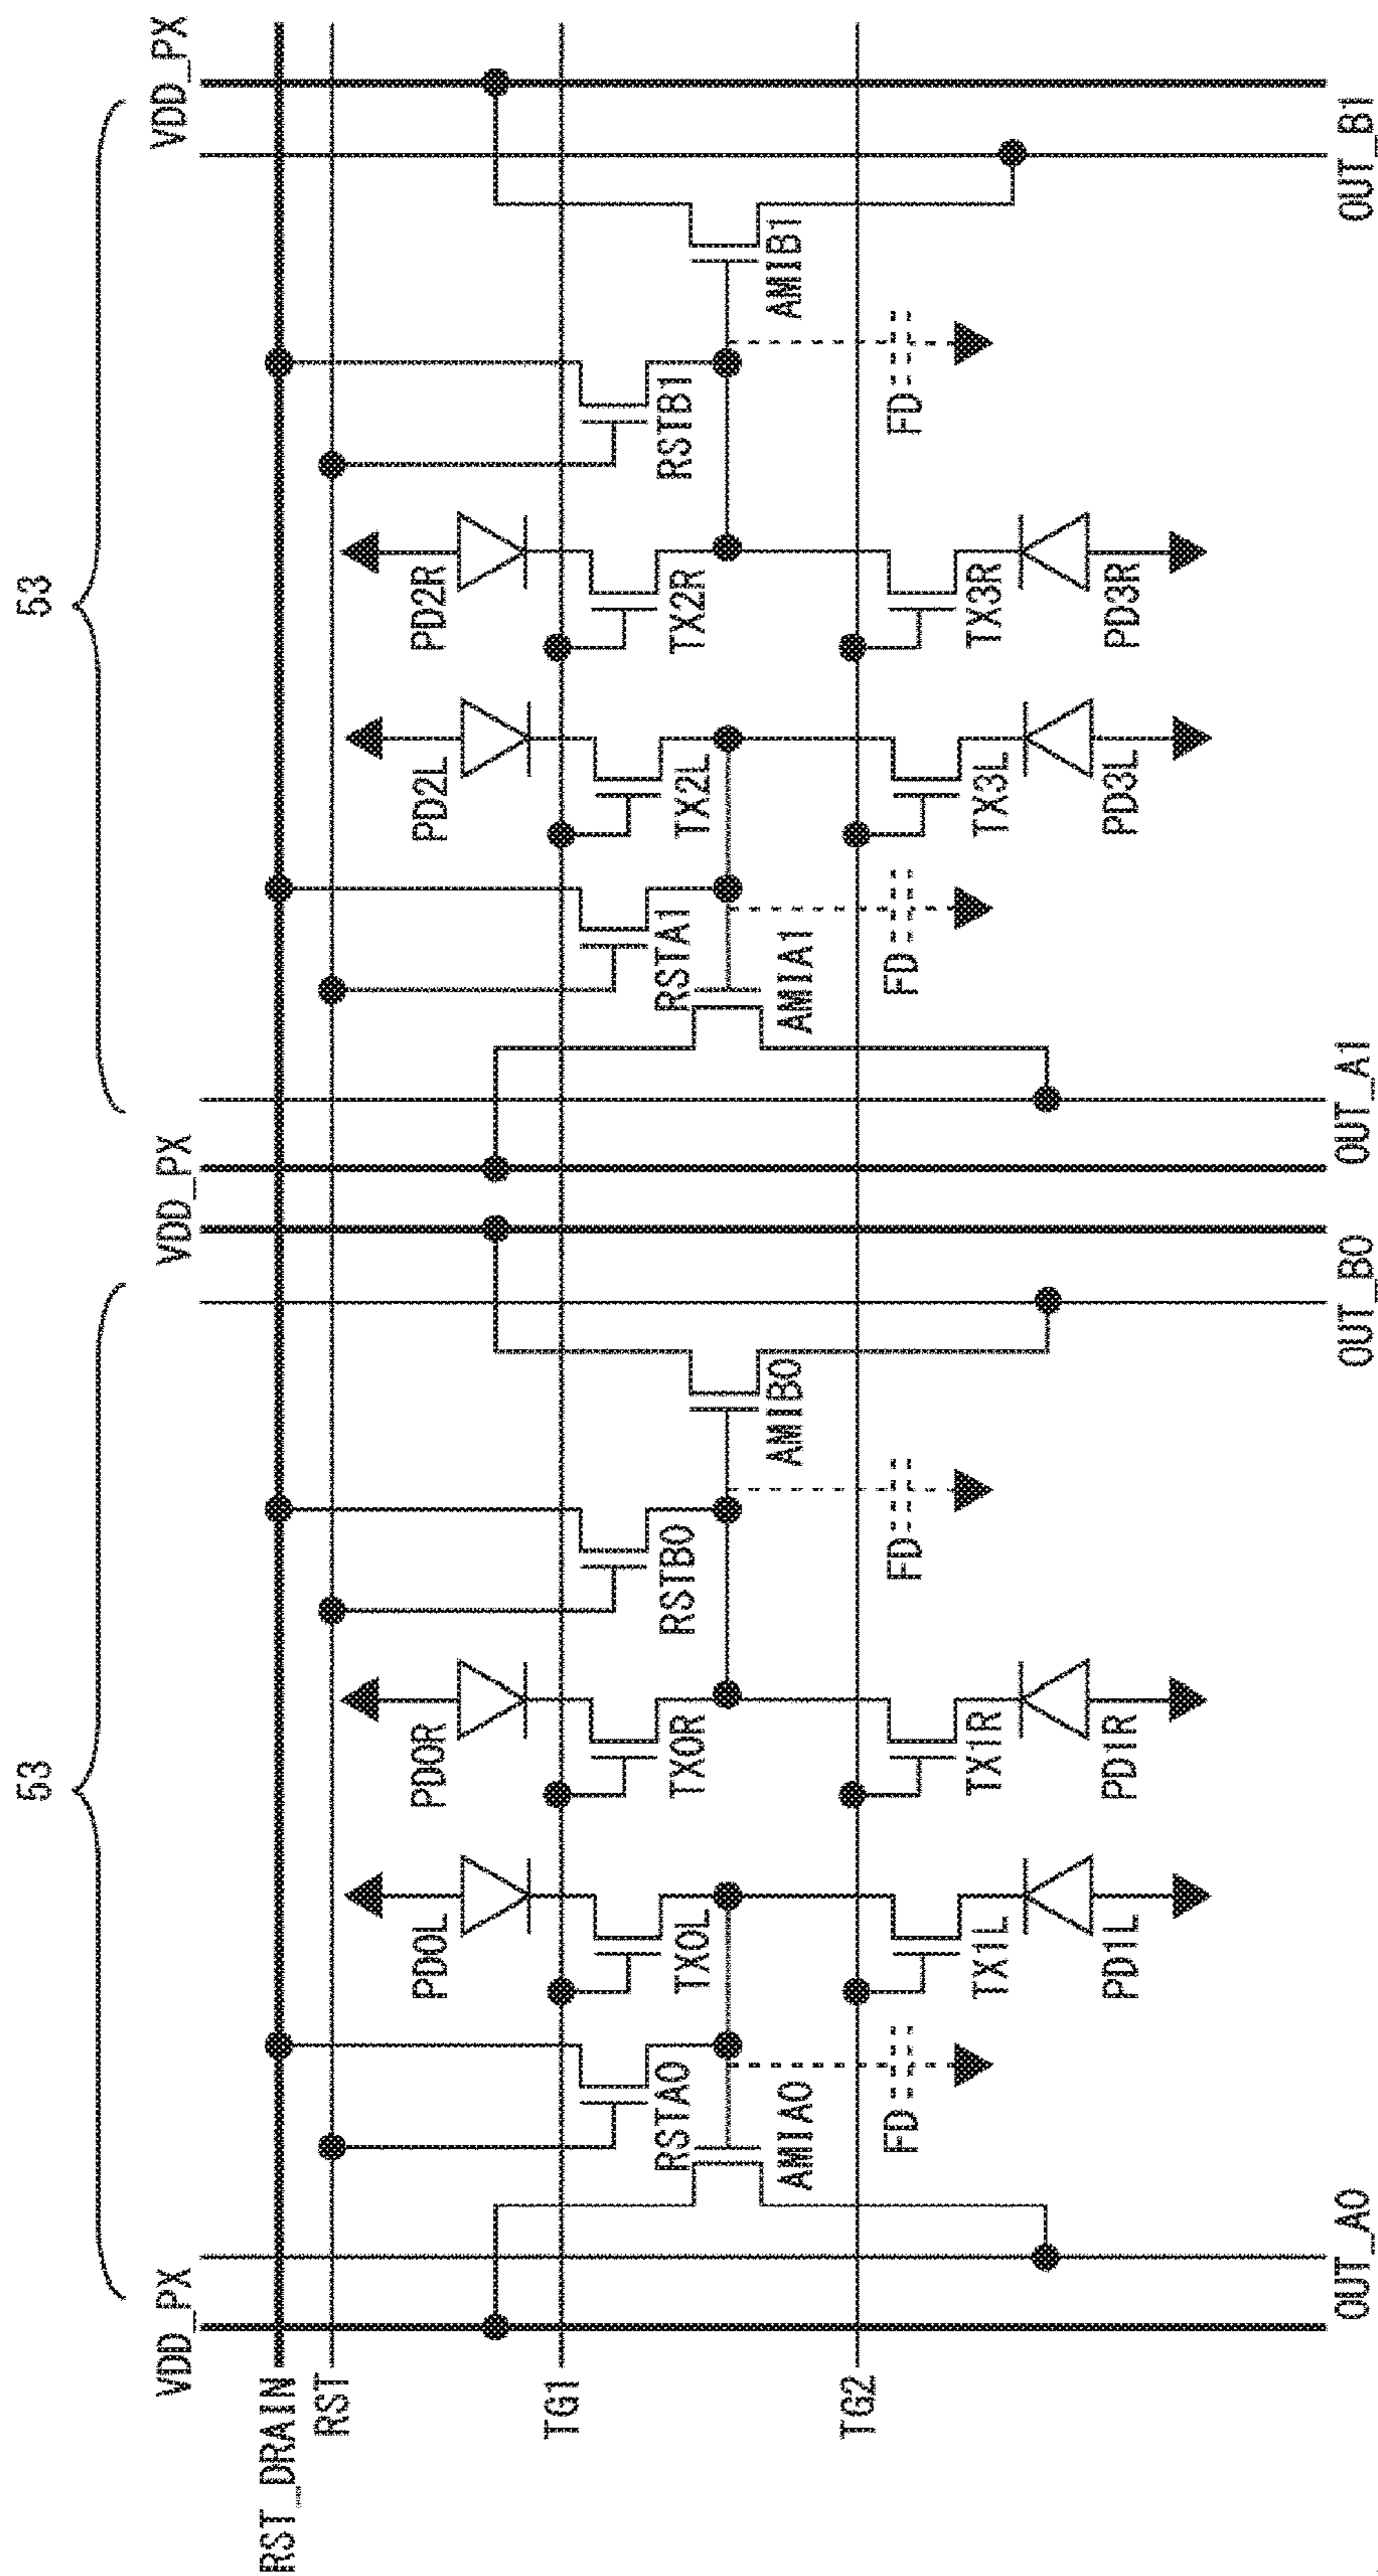 53
53
VDD_PX
VDD_PX
VDD_PX
RST_DRAIN
RST
TG1
TG2
PD0L
PD0R
PD2L
PD2R
RSTA0
TX0L
TX0R
RSTB0
RSTA1
TX2L
TX2R
RSTB1
AMIA0
AMIB0
AMIA1
AMIB1
FD
FD
FD
FD
TX1L
TX1R
TX3L
TX3R
PD1L
PD1R
PD3L
PD3R
OUT_A0
OUT_B0
OUT_A1
OUT_B1